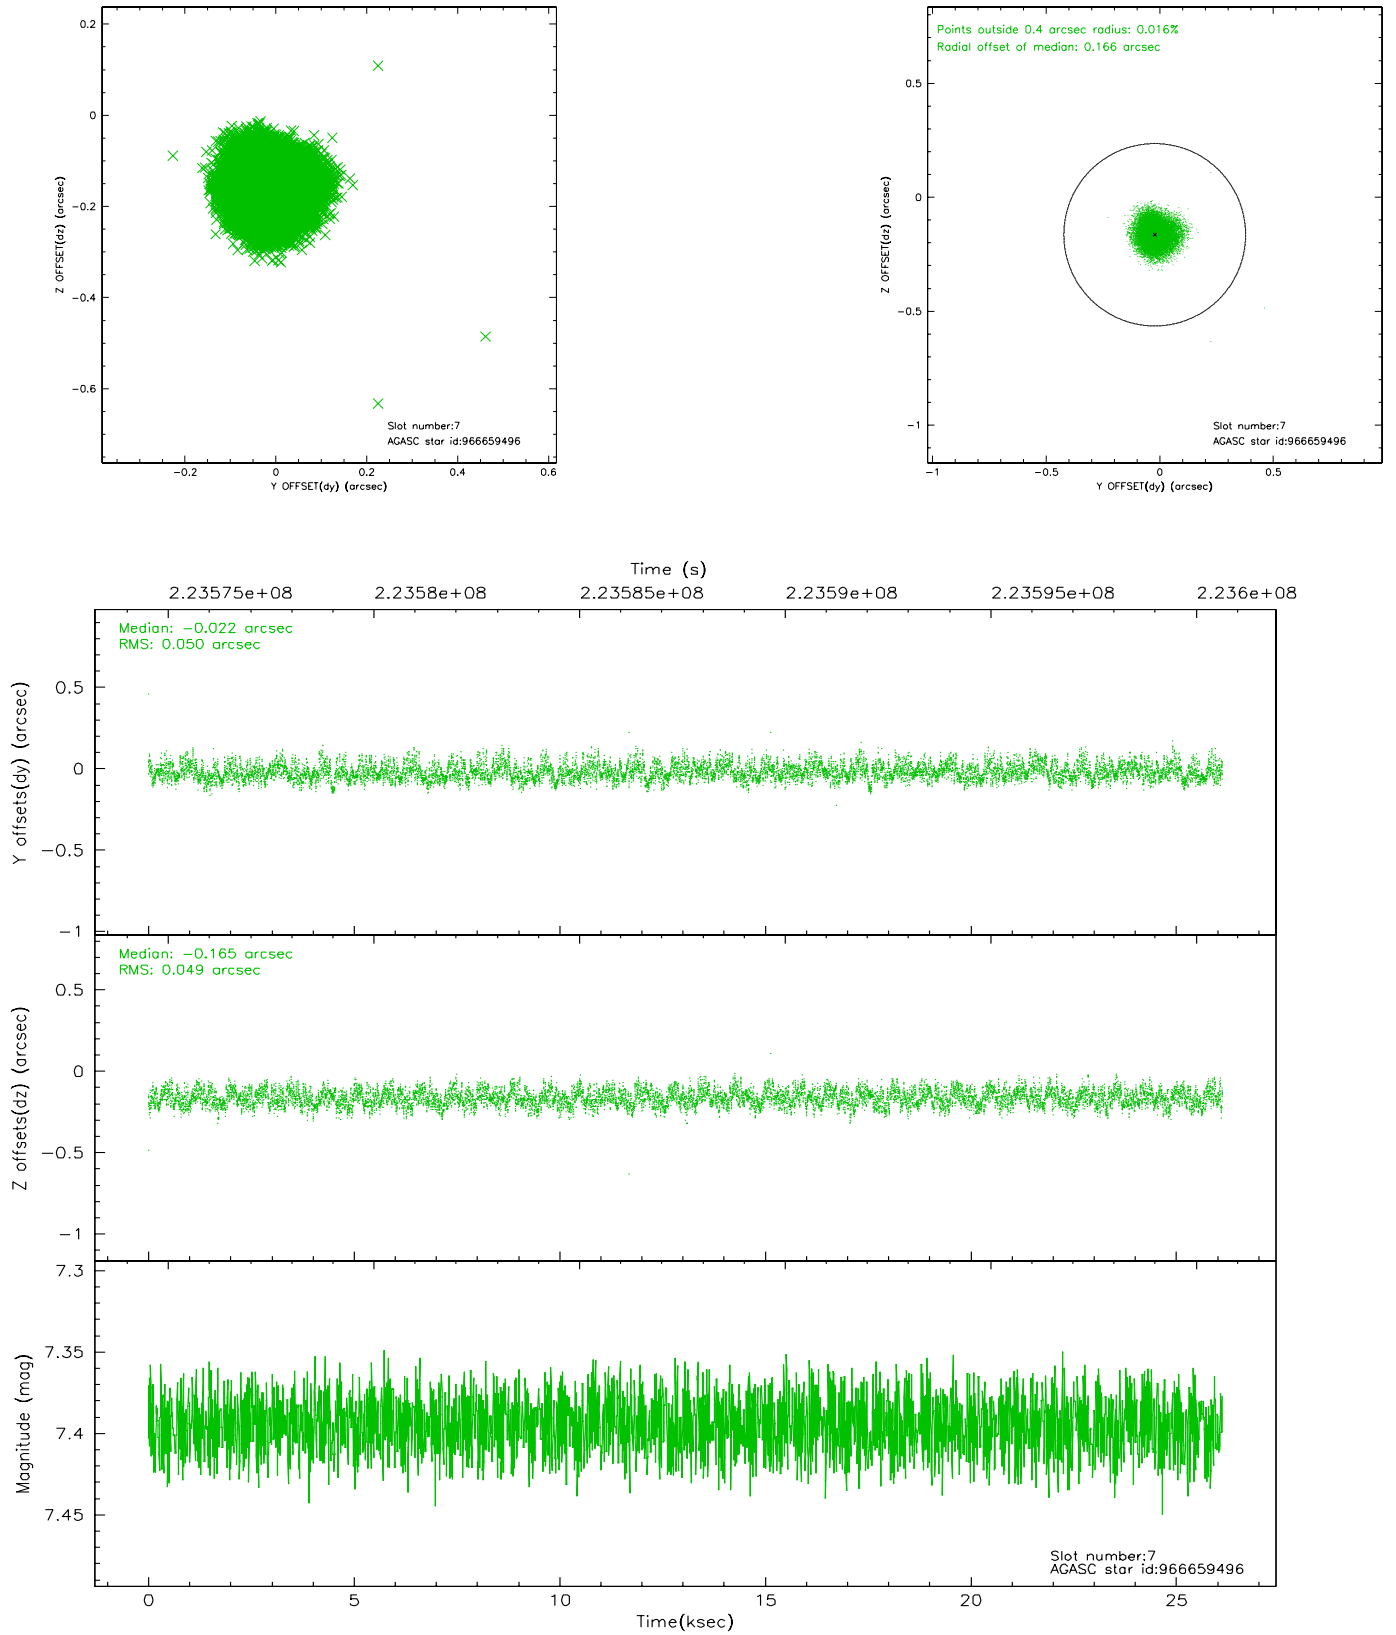 0.2
0
−0.2
−0.4
−0.6
Z OFFSET(dz) (arcsec)
Slot number:7
AGASC star id:966659496
−0.2 0 0.2 0.4 0.6
Y OFFSET(dy) (arcsec)
Points outside 0.4 arcsec radius: 0.016%
Radial offset of median: 0.166 arcsec
0.5
0
−0.5
−1
Z OFFSET(dz) (arcsec)
Slot number:7
AGASC star id:966659496
−1 −0.5 0 0.5
Y OFFSET(dy) (arcsec)
Time (s)
2.23575e+08 2.2358e+08 2.23585e+08 2.2359e+08 2.23595e+08 2.236e+08
Median: −0.022 arcsec
RMS: 0.050 arcsec
0.5
0
−0.5
−1
Y offsets(dy) (arcsec)
Median: −0.165 arcsec
RMS: 0.049 arcsec
0.5
0
−0.5
−1
Z offsets(dz) (arcsec)
7.3
7.35
7.4
7.45
Magnitude (mag)
Slot number:7
AGASC star id:966659496
0 5 10 15 20 25
Time(ksec)